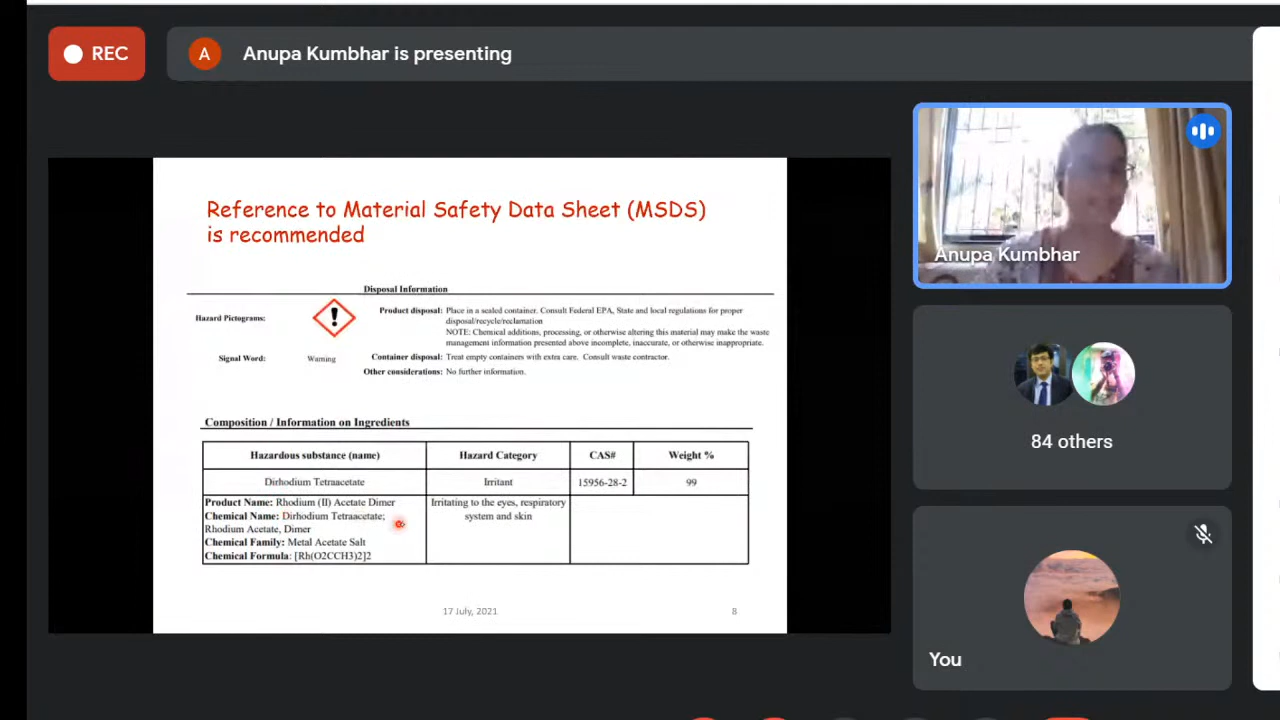 REC
A
Anupa Kumbhar is presenting
Reference to Material Safety Data Sheet (MSDS)
is recommended
Disposal Information
Hazard Pictograms:
Product disposal: Place in a sealed container. Consult Federal EPA, State and local regulations for proper
disposal/recycle/reclamation
NOTE: Chemical additions, processing, or otherwise altering this material may make the waste
management information presented above incomplete, inaccurate, or otherwise inappropriate.
Signal Word: Warning
Container disposal: Treat empty containers with extra care. Consult waste contractor.
Other considerations: No further information.
Composition / Information on Ingredients
Hazardous substance (name) Hazard Category CAS# Weight %
Dirhodium Tetraacetate Irritant 15956-28-2 99
Product Name: Rhodium (II) Acetate Dimer
Chemical Name: Dirhodium Tetraacetate;
Rhodium Acetate, Dimer
Chemical Family: Metal Acetate Salt
Chemical Formula: [Rh(O2CCH3)2]2
Irritating to the eyes, respiratory
system and skin
17 July, 2021 8
Anupa Kumbhar
84 others
You